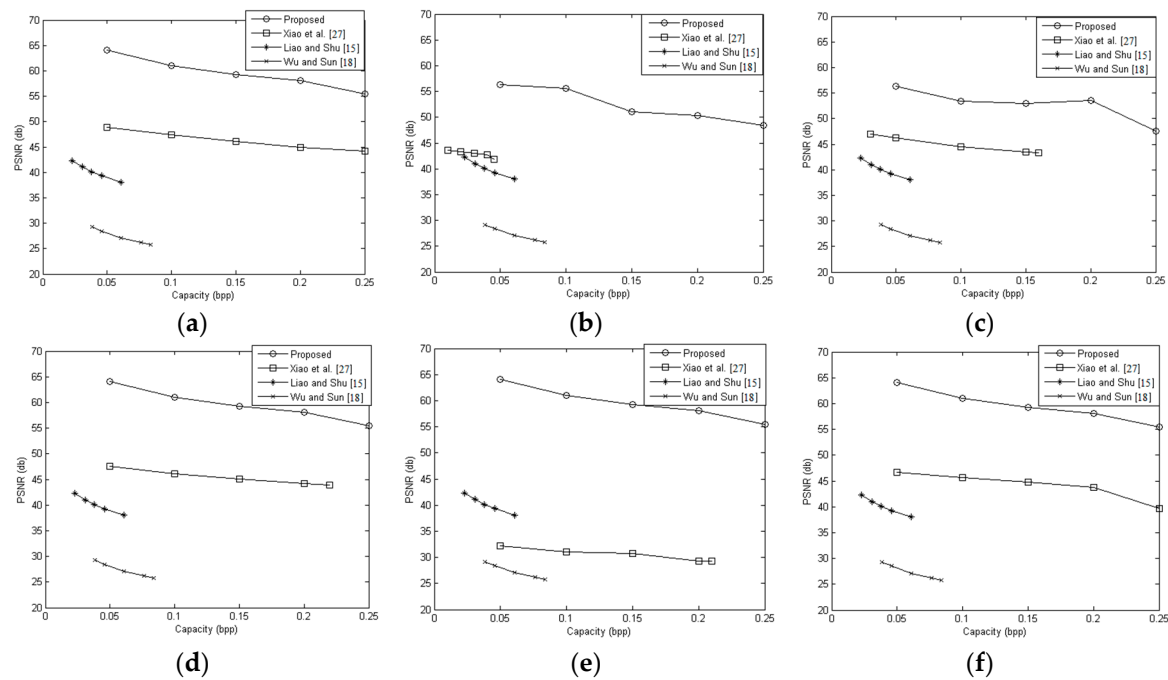 70
65
60
55
50
45
40
35
30
25
20
PSNR (db)
0
0.05
0.1
0.15
0.2
0.25
Capacity (bpp)
Proposed
Xiao et al. [27]
Liao and Shu [15]
Wu and Sun [18]
(a)
70
65
60
55
50
45
40
35
30
25
20
PSNR (db)
0
0.05
0.1
0.15
0.2
0.25
Capacity (bpp)
Proposed
Xiao et al. [27]
Liao and Shu [15]
Wu and Sun [18]
(b)
70
65
60
55
50
45
40
35
30
25
20
PSNR (db)
0
0.05
0.1
0.15
0.2
0.25
Capacity (bpp)
Proposed
Xiao et al. [27]
Liao and Shu [15]
Wu and Sun [18]
(c)
70
65
60
55
50
45
40
35
30
25
20
PSNR (db)
0
0.05
0.1
0.15
0.2
0.25
Capacity (bpp)
Proposed
Xiao et al. [27]
Liao and Shu [15]
Wu and Sun [18]
(d)
70
65
60
55
50
45
40
35
30
25
20
PSNR (db)
0
0.05
0.1
0.15
0.2
0.25
Capacity (bpp)
Proposed
Xiao et al. [27]
Liao and Shu [15]
Wu and Sun [18]
(e)
70
65
60
55
50
45
40
35
30
25
20
PSNR (db)
0
0.05
0.1
0.15
0.2
0.25
Capacity (bpp)
Proposed
Xiao et al. [27]
Liao and Shu [15]
Wu and Sun [18]
(f)